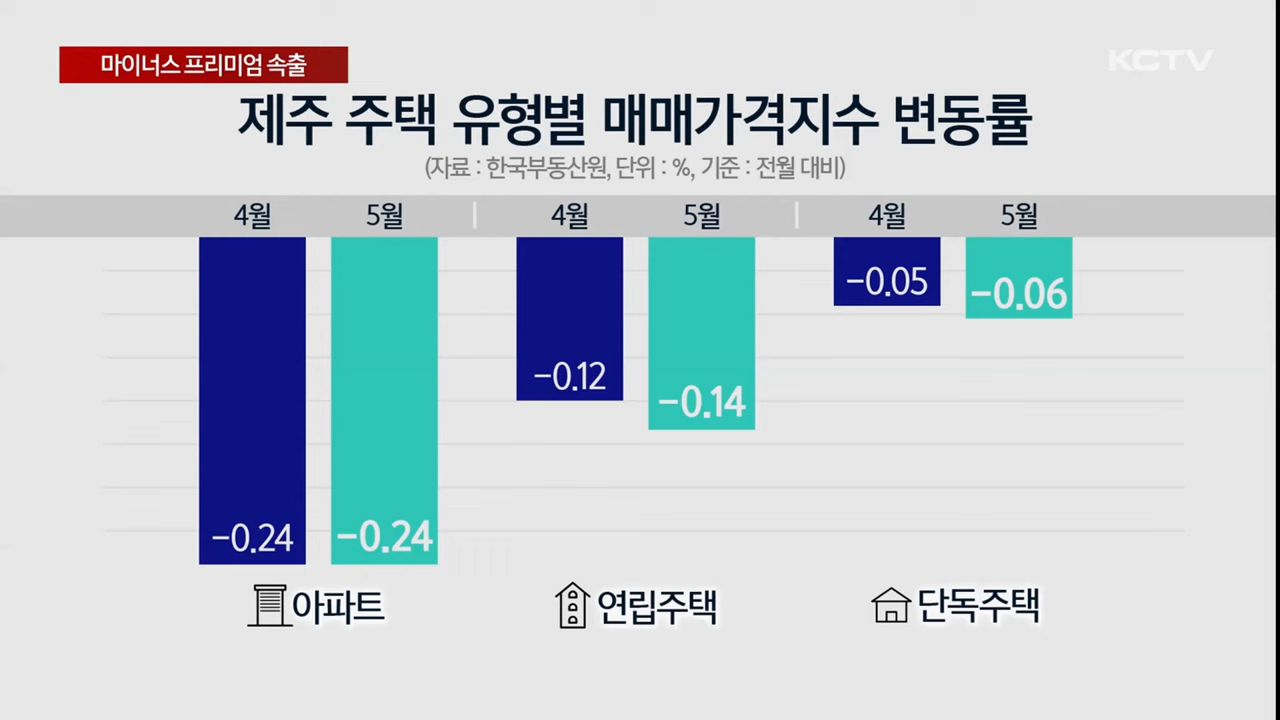 마이너스 프리미엄 속출
KCTV
제주 주택 유형별 매매가격지수 변동률
(자료 : 한국부동산원, 단위 : %, 기준 : 전월 대비)
4월 5월 4월 5월 4월 5월
-0.24 -0.24 -0.12 -0.14 -0.05 -0.06
아파트 연립주택 단독주택